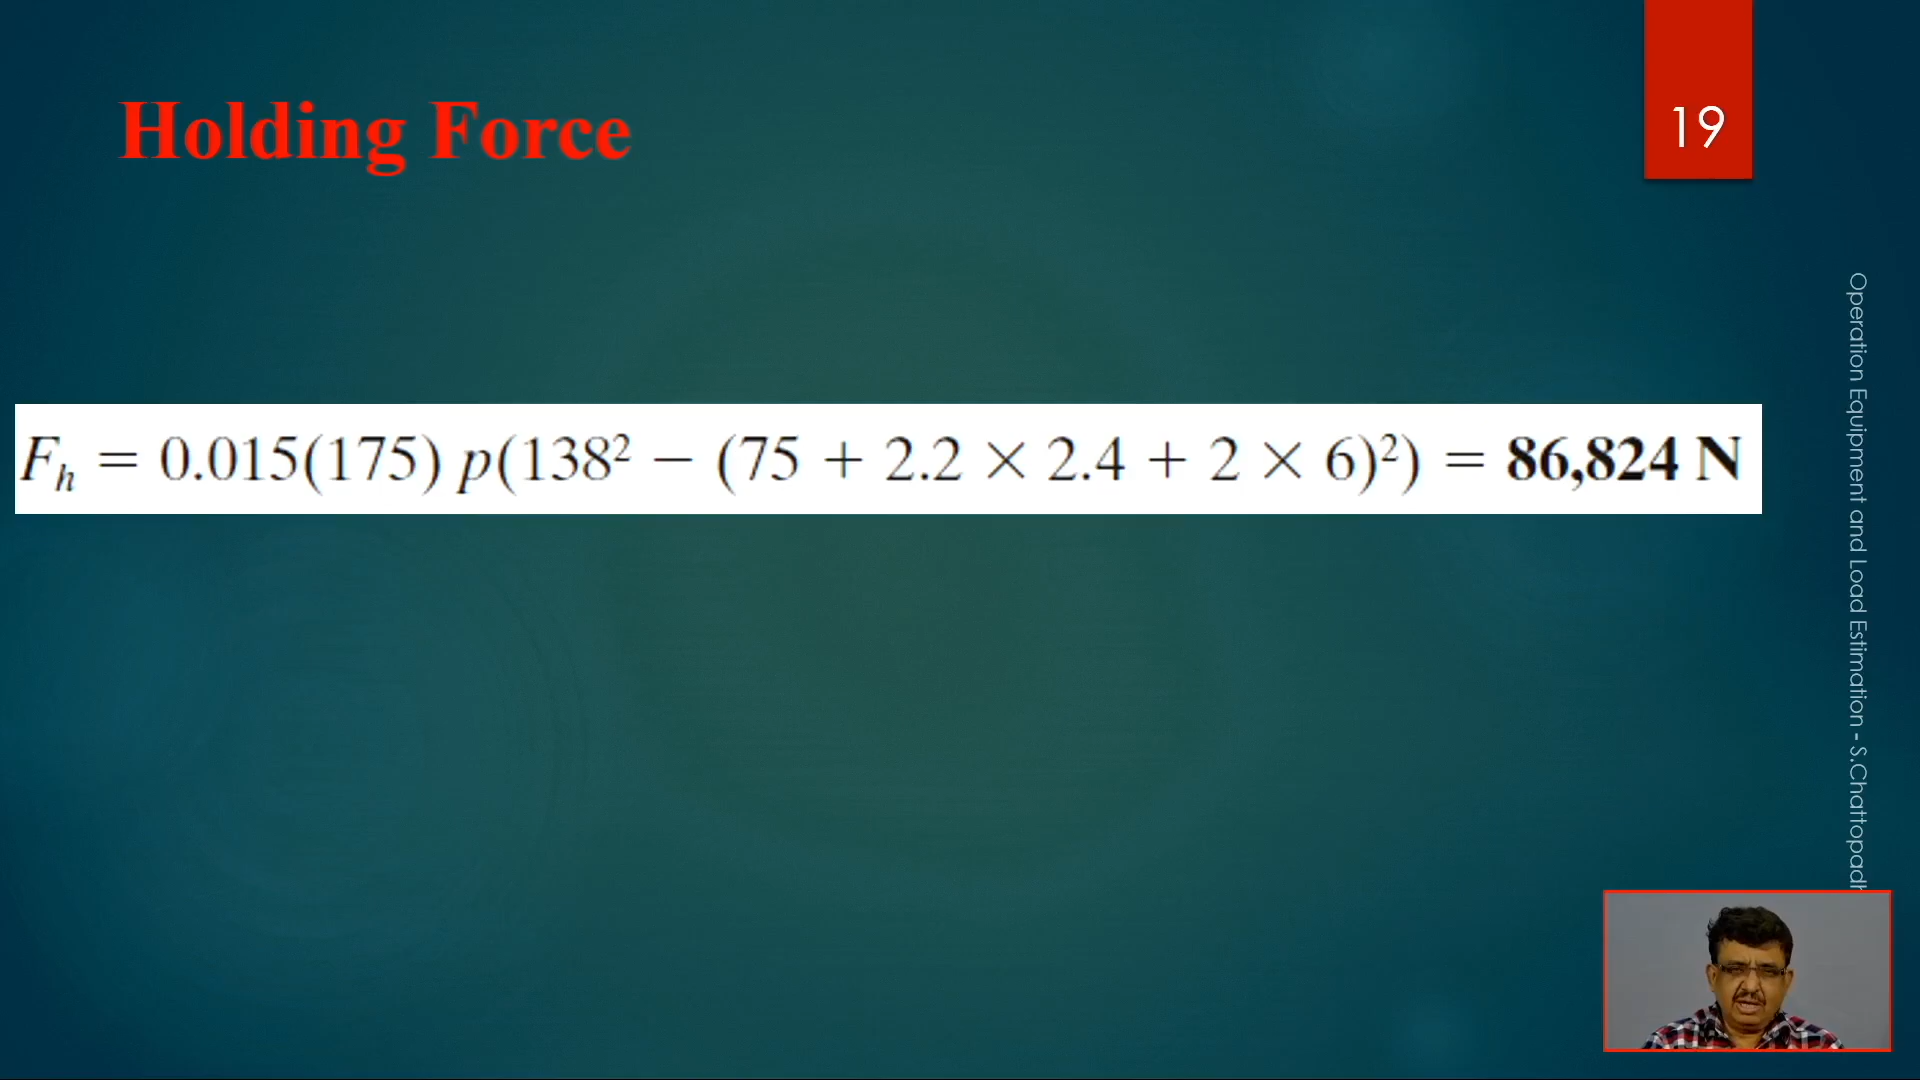 Holding Force
19
F_h = 0.015(175) p(138² − (75 + 2.2 × 2.4 + 2 × 6)²) = 86,824 N
Operation Equipment and Load Estimation - S.Chattopadh